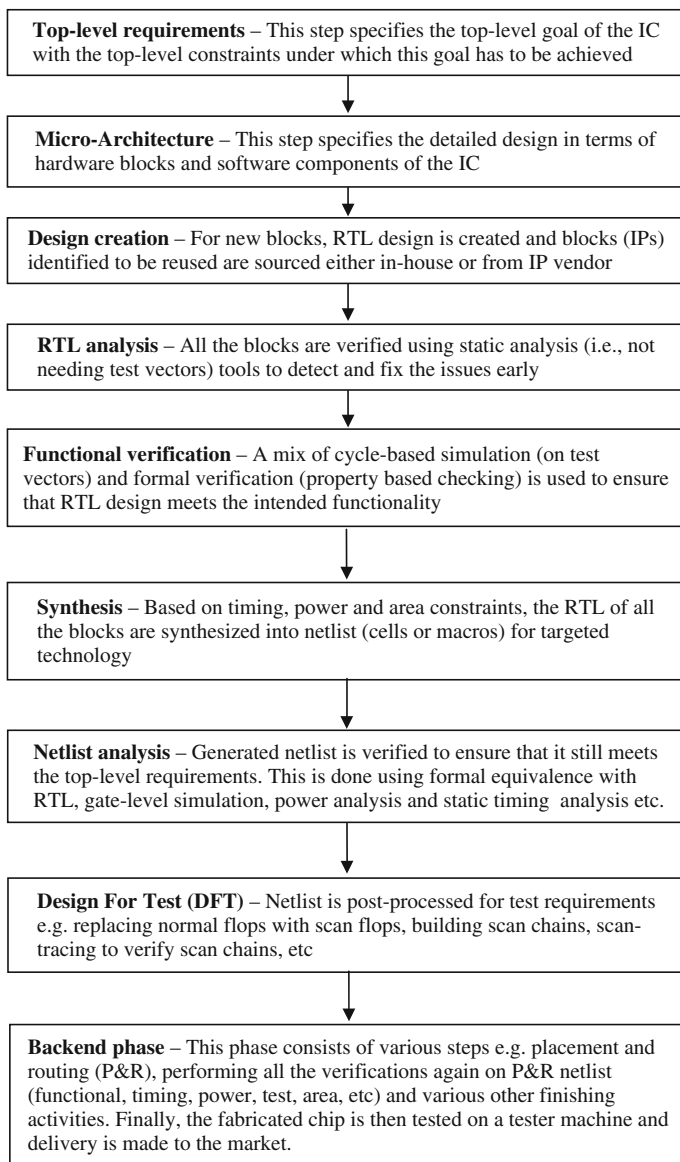 Top-level requirements – This step specifies the top-level goal of the IC
with the top-level constraints under which this goal has to be achieved
Micro-Architecture – This step specifies the detailed design in terms of
hardware blocks and software components of the IC
Design creation – For new blocks, RTL design is created and blocks (IPs)
identified to be reused are sourced either in-house or from IP vendor
RTL analysis – All the blocks are verified using static analysis (i.e., not
needing test vectors) tools to detect and fix the issues early
Functional verification – A mix of cycle-based simulation (on test
vectors) and formal verification (property based checking) is used to ensure
that RTL design meets the intended functionality
Synthesis – Based on timing, power and area constraints, the RTL of all
the blocks are synthesized into netlist (cells or macros) for targeted
technology
Netlist analysis – Generated netlist is verified to ensure that it still meets
the top-level requirements. This is done using formal equivalence with
RTL, gate-level simulation, power analysis and static timing analysis etc.
Design For Test (DFT) – Netlist is post-processed for test requirements
e.g. replacing normal flops with scan flops, building scan chains, scan-
tracing to verify scan chains, etc
Backend phase – This phase consists of various steps e.g. placement and
routing (P&R), performing all the verifications again on P&R netlist
(functional, timing, power, test, area, etc) and various other finishing
activities. Finally, the fabricated chip is then tested on a tester machine and
delivery is made to the market.